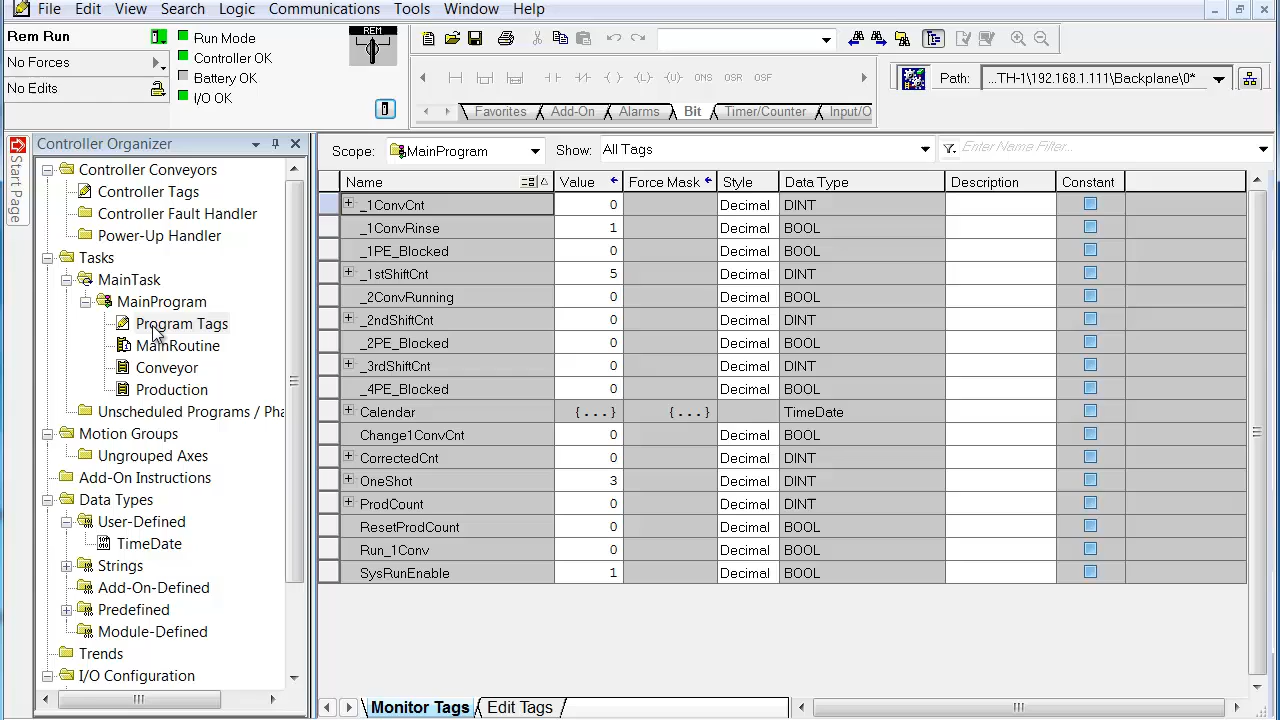 File Edit View Search Logic Communications Tools Window Help
Rem Run
No Forces
No Edits
Run Mode
Controller OK
Battery OK
I/O OK
REM
ONS OSR OSF
Favorites Add-On Alarms Bit Timer/Counter Input/O
Path: ...TH-1\192.168.1.111\Backplane\0*
Start Page
Controller Organizer
Controller Conveyors
Controller Tags
Controller Fault Handler
Power-Up Handler
Tasks
MainTask
MainProgram
Program Tags
MainRoutine
Conveyor
Production
Unscheduled Programs / Pha
Motion Groups
Ungrouped Axes
Add-On Instructions
Data Types
User-Defined
TimeDate
Strings
Add-On-Defined
Predefined
Module-Defined
Trends
I/O Configuration
Scope: MainProgram Show: All Tags Enter Name Filter...
Name Value Force Mask Style Data Type Description Constant
_1ConvCnt 0 Decimal DINT
_1ConvRinse 1 Decimal BOOL
_1PE_Blocked 0 Decimal BOOL
_1stShiftCnt 5 Decimal DINT
_2ConvRunning 0 Decimal BOOL
_2ndShiftCnt 0 Decimal DINT
_2PE_Blocked 0 Decimal BOOL
_3rdShiftCnt 0 Decimal DINT
_4PE_Blocked 0 Decimal BOOL
Calendar {...} {...} TimeDate
Change1ConvCnt 0 Decimal BOOL
CorrectedCnt 0 Decimal DINT
OneShot 3 Decimal DINT
ProdCount 0 Decimal DINT
ResetProdCount 0 Decimal BOOL
Run_1Conv 0 Decimal BOOL
SysRunEnable 1 Decimal BOOL
Monitor Tags Edit Tags